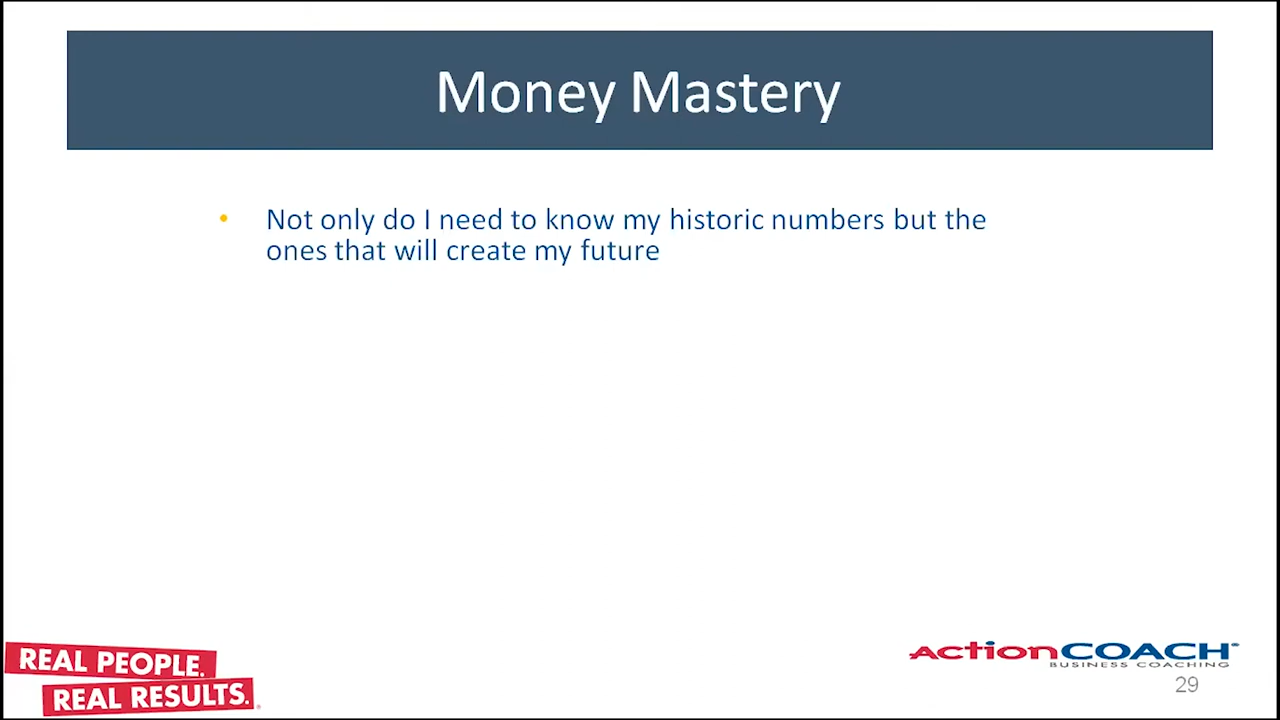 Money Mastery
• Not only do I need to know my historic numbers but the
ones that will create my future
REAL PEOPLE.
REAL RESULTS.
ActionCOACH
BUSINESS COACHING
29